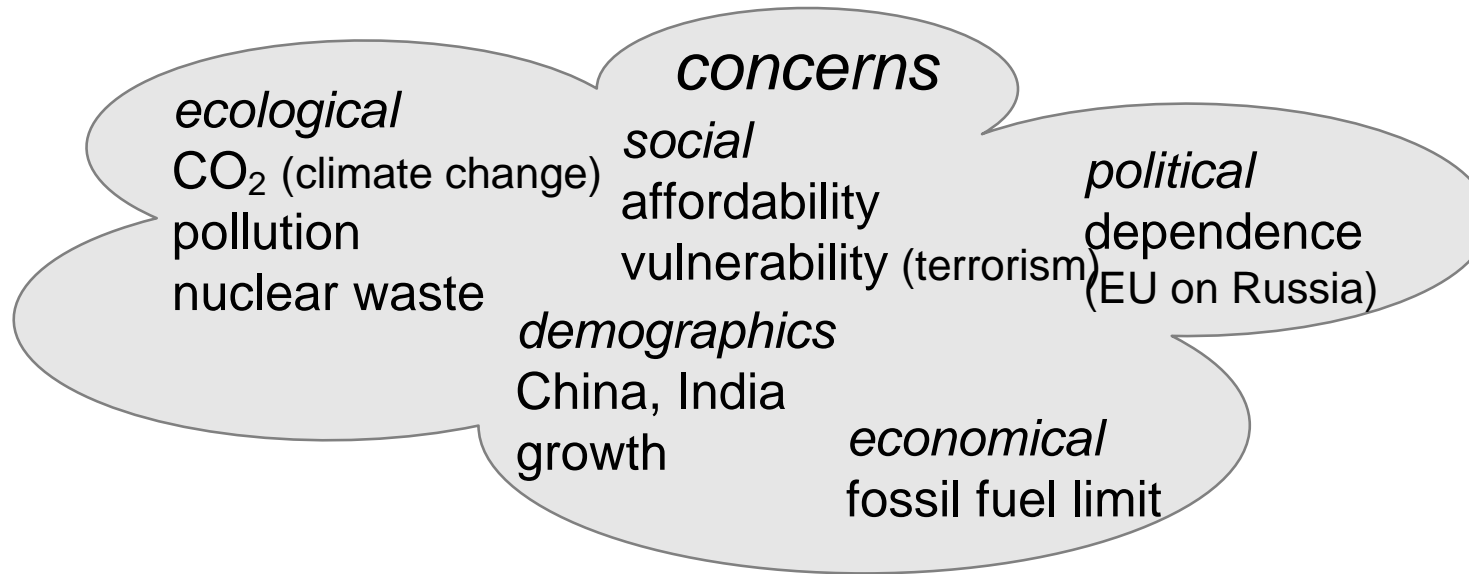 concerns
ecological
CO₂ (climate change)
pollution
nuclear waste
social
affordability
vulnerability (terrorism)
political
dependence
(EU on Russia)
demographics
China, India
growth
economical
fossil fuel limit